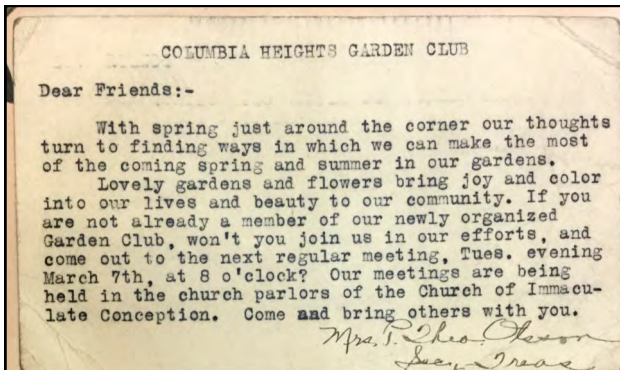 COLUMBIA HEIGHTS GARDEN CLUB
Dear Friends:-
With spring just around the corner our thoughts
turn to finding ways in which we can make the most
of the coming spring and summer in our gardens.
Lovely gardens and flowers bring joy and color
into our lives and beauty to our community. If you
are not already a member of our newly organized
Garden Club, won't you join us in our efforts, and
come out to the next regular meeting, Tues. evening
March 7th, at 8 o'clock? Our meetings are being
held in the church parlors of the Church of Immacu-
late Conception. Come and bring others with you.
Mrs. P. Theo. Olsson
Secy Treas